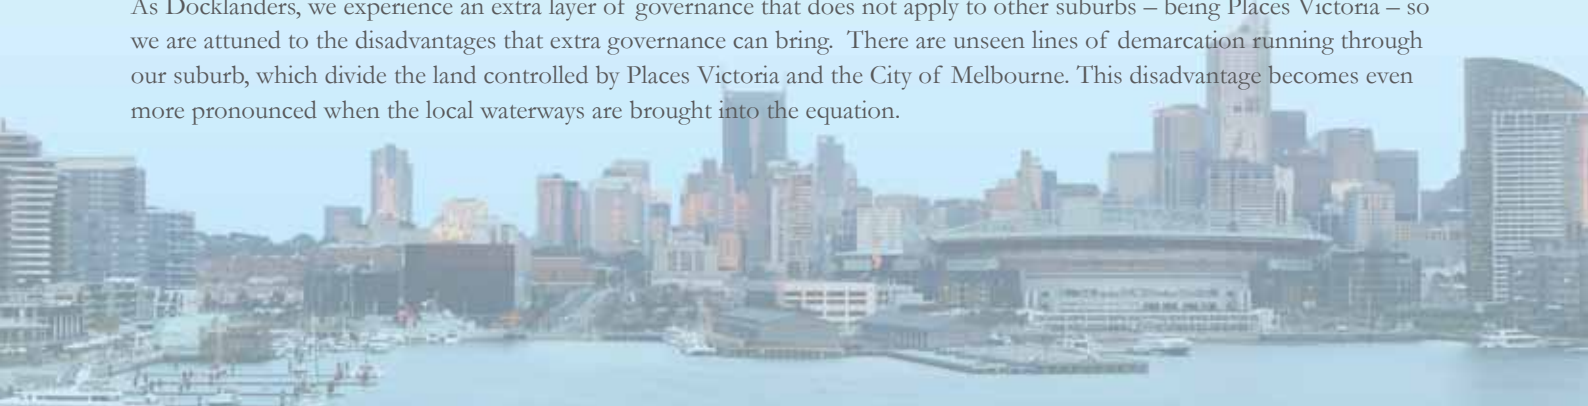 As Docklanders, we experience an extra layer of governance that does not apply to other suburbs – being Places Victoria – so
we are attuned to the disadvantages that extra governance can bring.  There are unseen lines of demarcation running through
our suburb, which divide the land controlled by Places Victoria and the City of Melbourne. This disadvantage becomes even
more pronounced when the local waterways are brought into the equation.